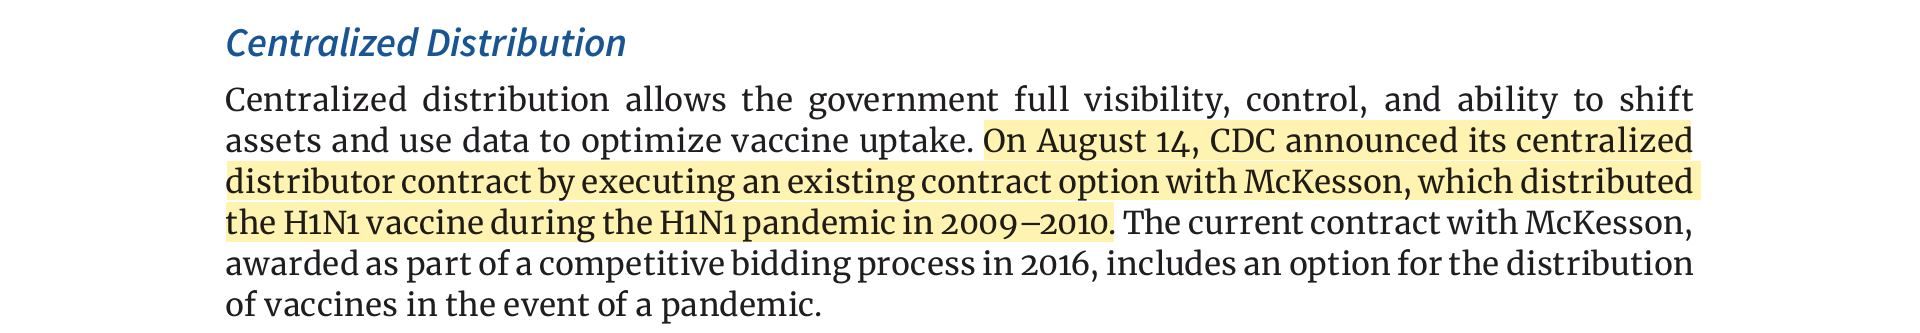 Centralized Distribution
Centralized distribution allows the government full visibility, control, and ability to shift
assets and use data to optimize vaccine uptake. On August 14, CDC announced its centralized
distributor contract by executing an existing contract option with McKesson, which distributed
the H1N1 vaccine during the H1N1 pandemic in 2009–2010. The current contract with McKesson,
awarded as part of a competitive bidding process in 2016, includes an option for the distribution
of vaccines in the event of a pandemic.